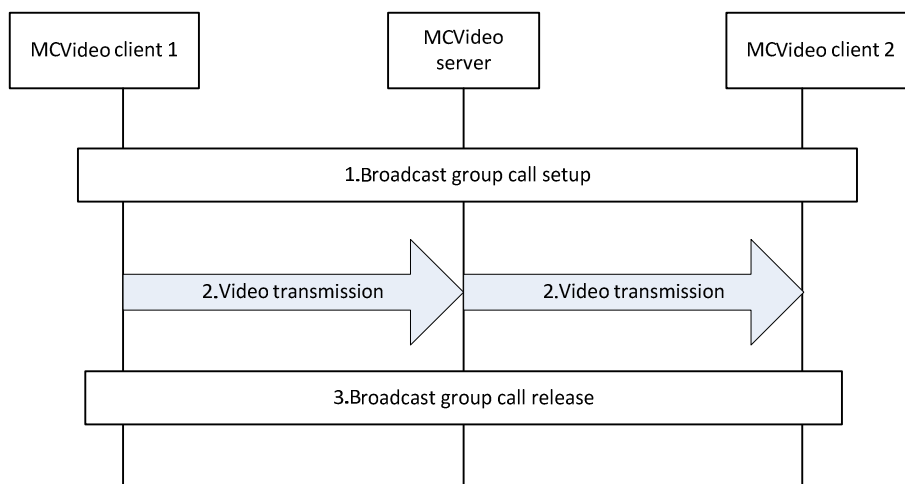 MCVideo client 1
MCVideo
server
MCVideo client 2
1.Broadcast group call setup
2.Video transmission
2.Video transmission
3.Broadcast group call release